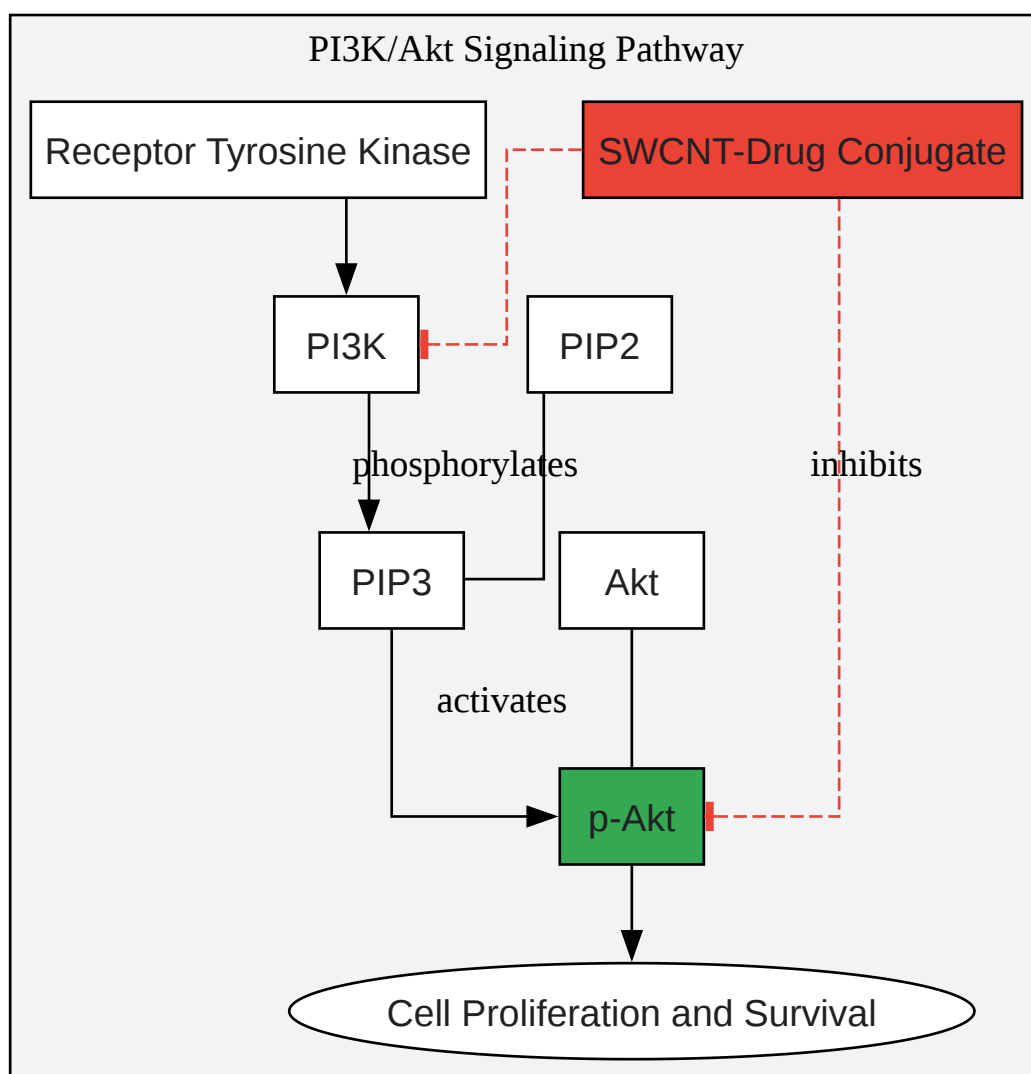 PI3K/Akt Signaling Pathway
Receptor Tyrosine Kinase
SWCNT-Drug Conjugate
PI3K
PIP2
phosphorylates
inhibits
PIP3
Akt
activates
p-Akt
Cell Proliferation and Survival